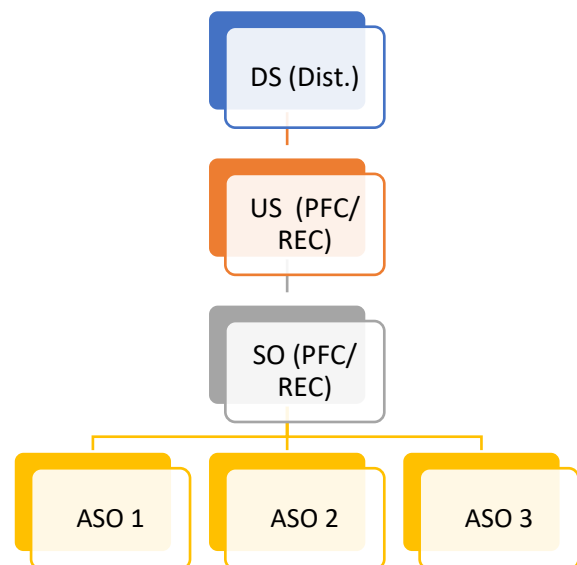 DS (Dist.)
US (PFC/
REC)
SO (PFC/
REC)
ASO 1
ASO 2
ASO 3